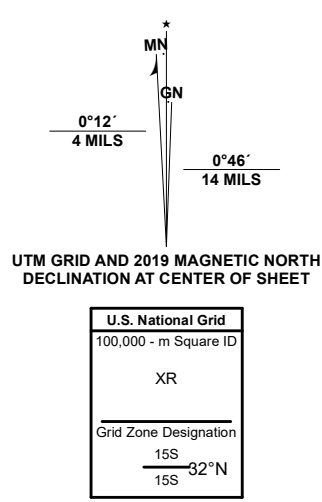 MN
GN
0°12´
4 MILS
0°46´
14 MILS
UTM GRID AND 2019 MAGNETIC NORTH
DECLINATION AT CENTER OF SHEET
U.S. National Grid
100,000 - m Square ID
XR
Grid Zone Designation
15S
32°N
15S